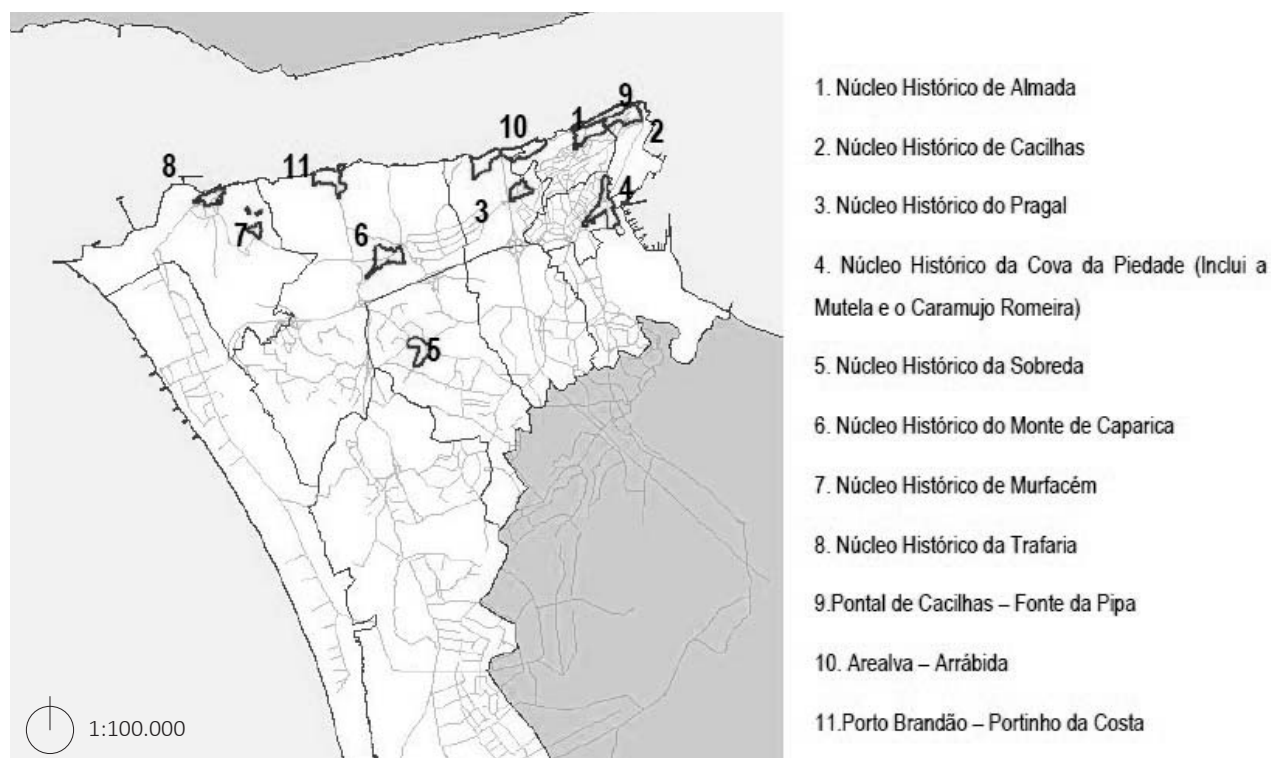 9
1
10
2
8
11
4
3
7
6
5
1:100.000
1. Núcleo Histórico de Almada
2. Núcleo Histórico de Cacilhas
3. Núcleo Histórico do Pragal
4. Núcleo Histórico da Cova da Piedade (Inclui a
Mutela e o Caramujo Romeira)
5. Núcleo Histórico da Sobreda
6. Núcleo Histórico do Monte de Caparica
7. Núcleo Histórico de Murfacém
8. Núcleo Histórico da Trafaria
9.Pontal de Cacilhas – Fonte da Pipa
10. Arealva – Arrábida
11.Porto Brandão – Portinho da Costa